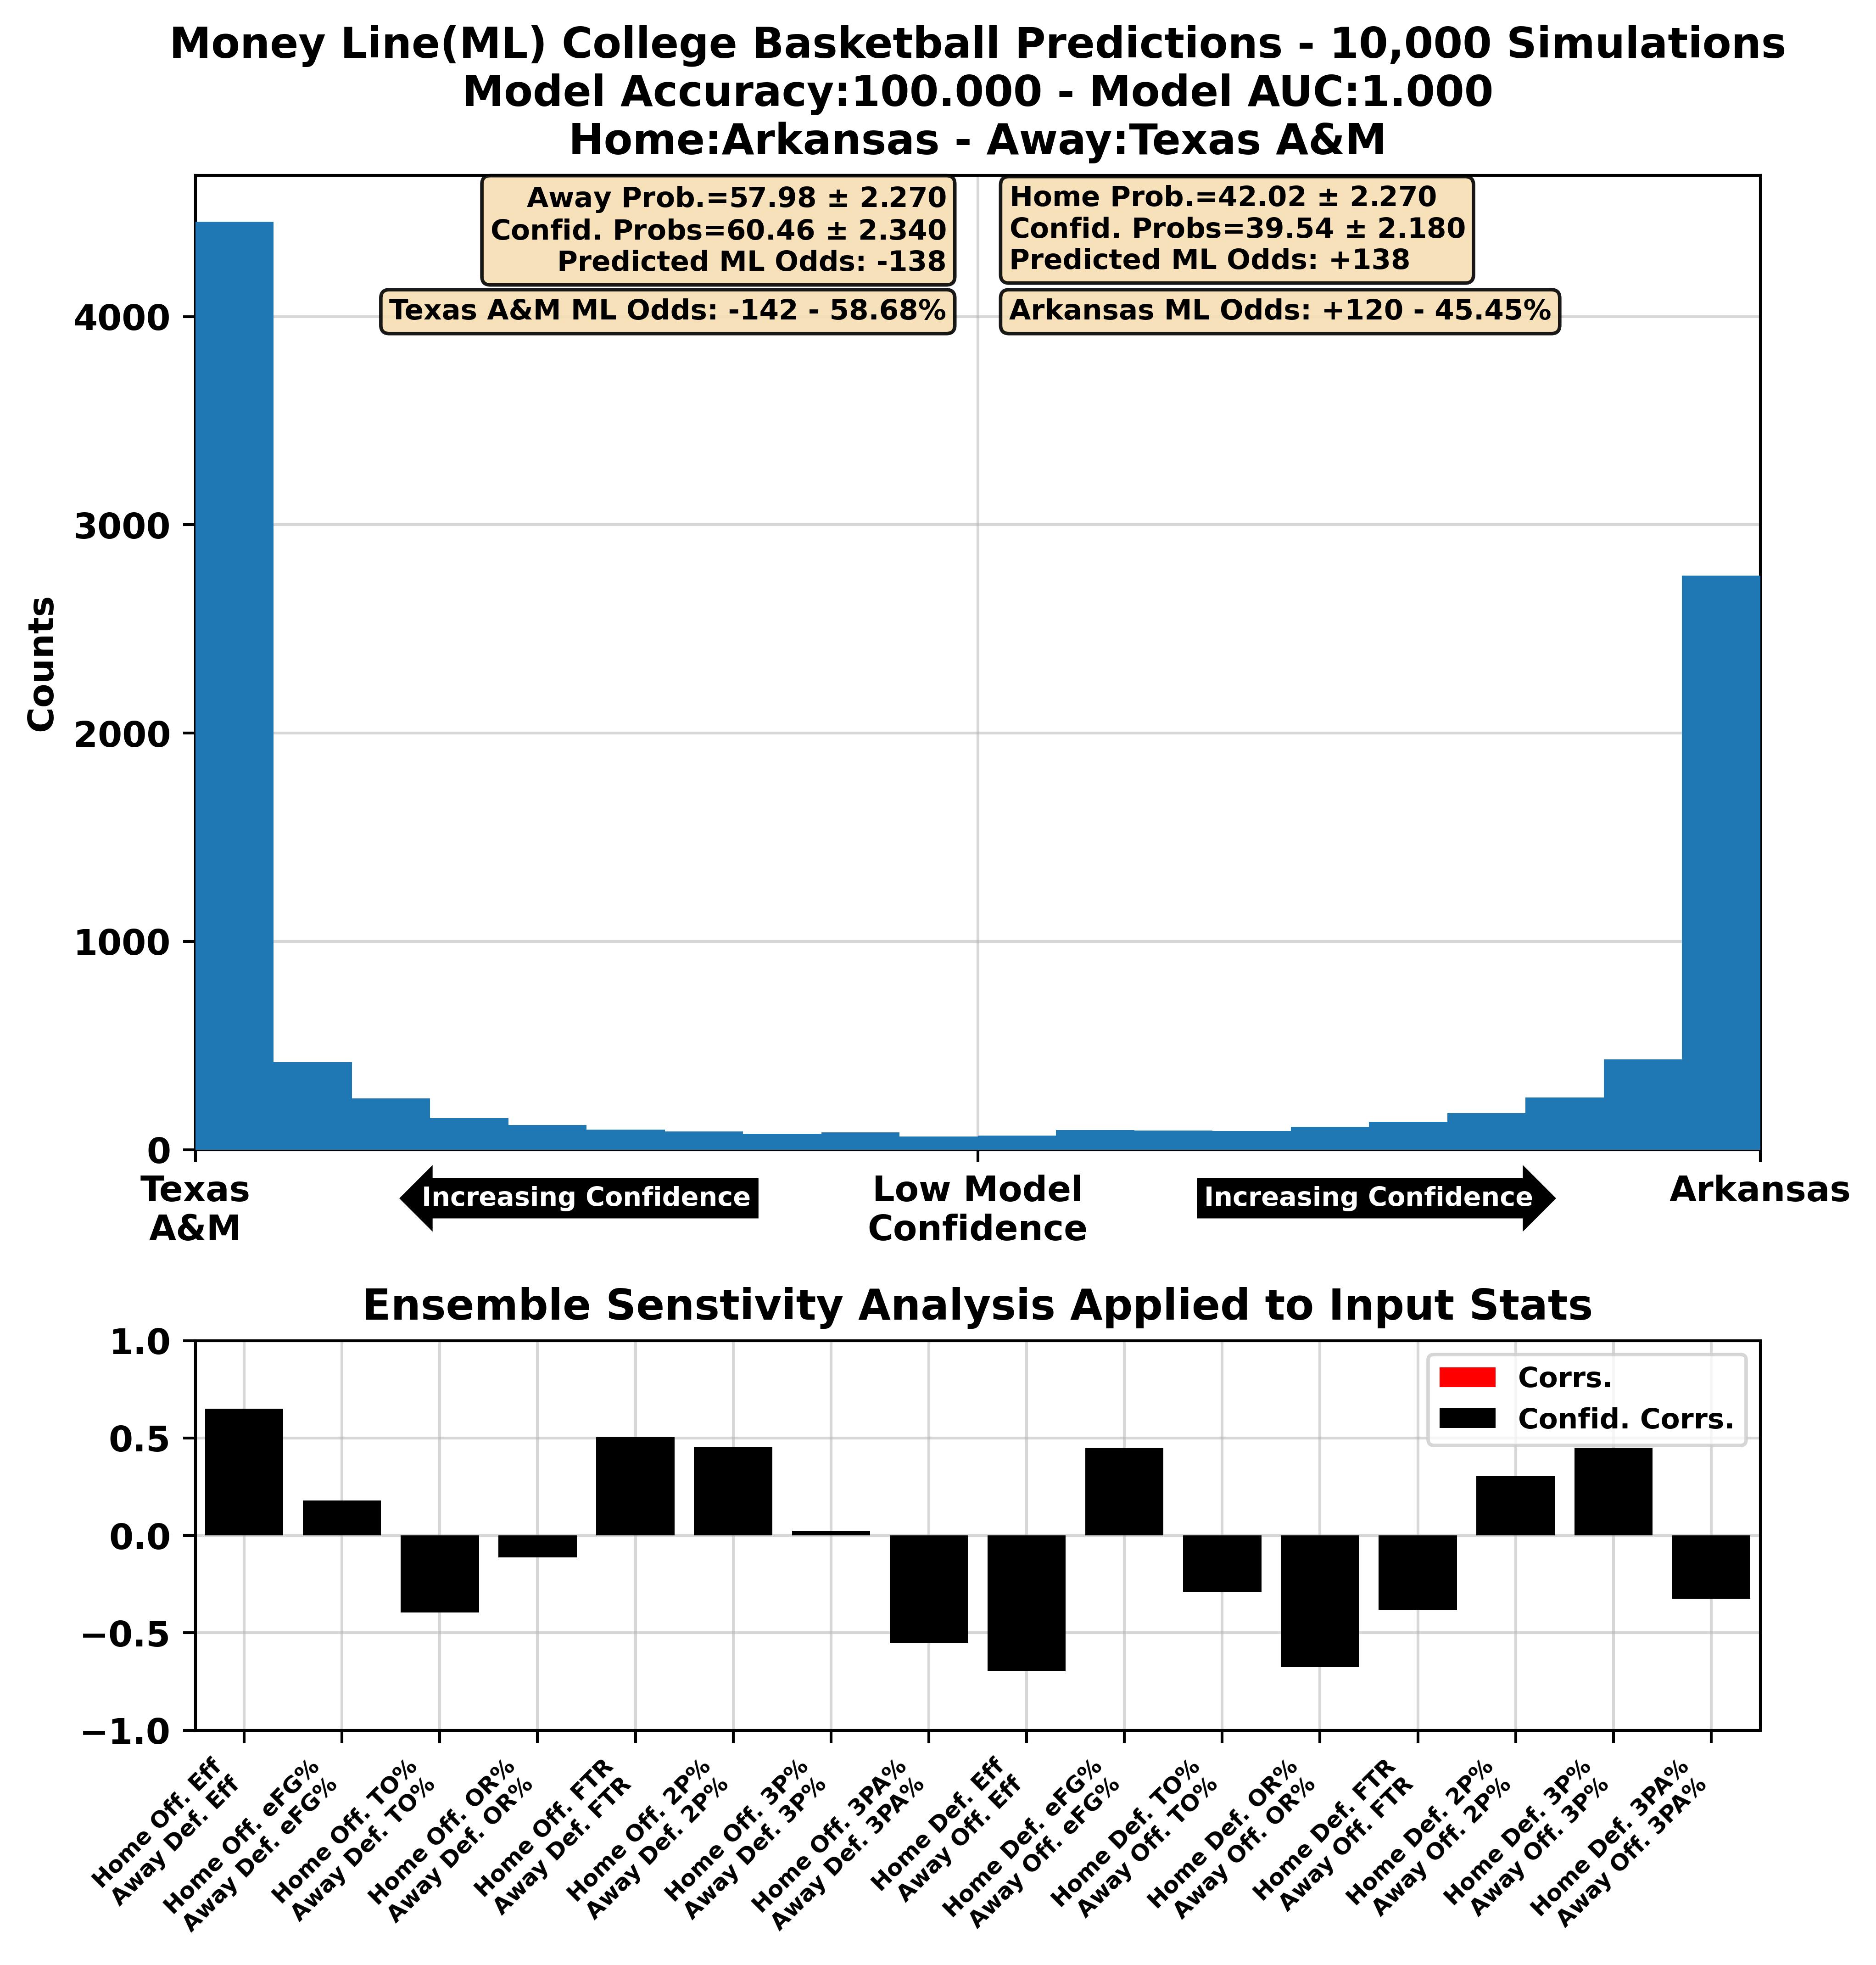 Money Line(ML) College Basketball Predictions - 10,000 Simulations
Model Accuracy:100.000 - Model AUC:1.000
Home:Arkansas - Away:Texas A&M
Away Prob.=57.98 ± 2.270
Confid. Probs=60.46 ± 2.340
Predicted ML Odds: -138
Texas A&M ML Odds: -142 - 58.68%
Home Prob.=42.02 ± 2.270
Confid. Probs=39.54 ± 2.180
Predicted ML Odds: +138
Arkansas ML Odds: +120 - 45.45%
Counts
4000
3000
2000
1000
0
Texas
A&M
Increasing Confidence
Low Model
Confidence
Increasing Confidence
Arkansas
Ensemble Senstivity Analysis Applied to Input Stats
Corrs.
Confid. Corrs.
1.0
0.5
0.0
−0.5
−1.0
Home Off. Eff
Away Def. Eff
Home Off. eFG%
Away Def. eFG%
Home Off. TO%
Away Def. TO%
Home Off. OR%
Away Def. OR%
Home Off. FTR
Away Def. FTR
Home Off. 2P%
Away Def. 2P%
Home Off. 3P%
Away Def. 3P%
Home Off. 3PA%
Away Def. 3PA%
Home Def. Eff
Away Off. Eff
Home Def. eFG%
Away Off. eFG%
Home Def. TO%
Away Off. TO%
Home Def. OR%
Away Off. OR%
Home Def. FTR
Away Off. FTR
Home Def. 2P%
Away Off. 2P%
Home Def. 3P%
Away Off. 3P%
Home Def. 3PA%
Away Off. 3PA%